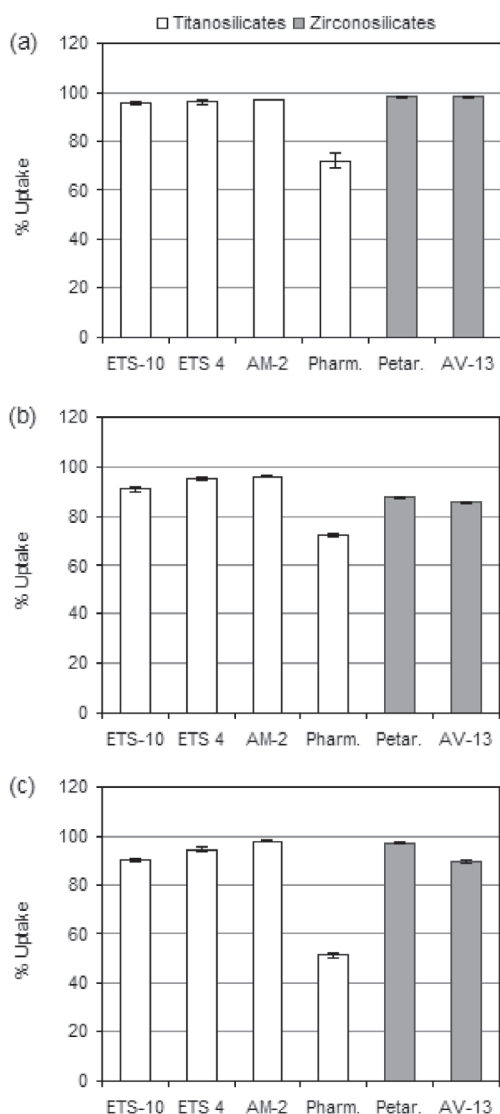 Titanosilicates Zirconosilicates
(a)
120
100
80
60
40
20
0
% Uptake
ETS-10 ETS 4 AM-2 Pharm. Petar. AV-13
(b)
120
100
80
60
40
20
0
% Uptake
ETS-10 ETS 4 AM-2 Pharm. Petar. AV-13
(c)
120
100
80
60
40
20
0
% Uptake
ETS-10 ETS 4 AM-2 Pharm. Petar. AV-13